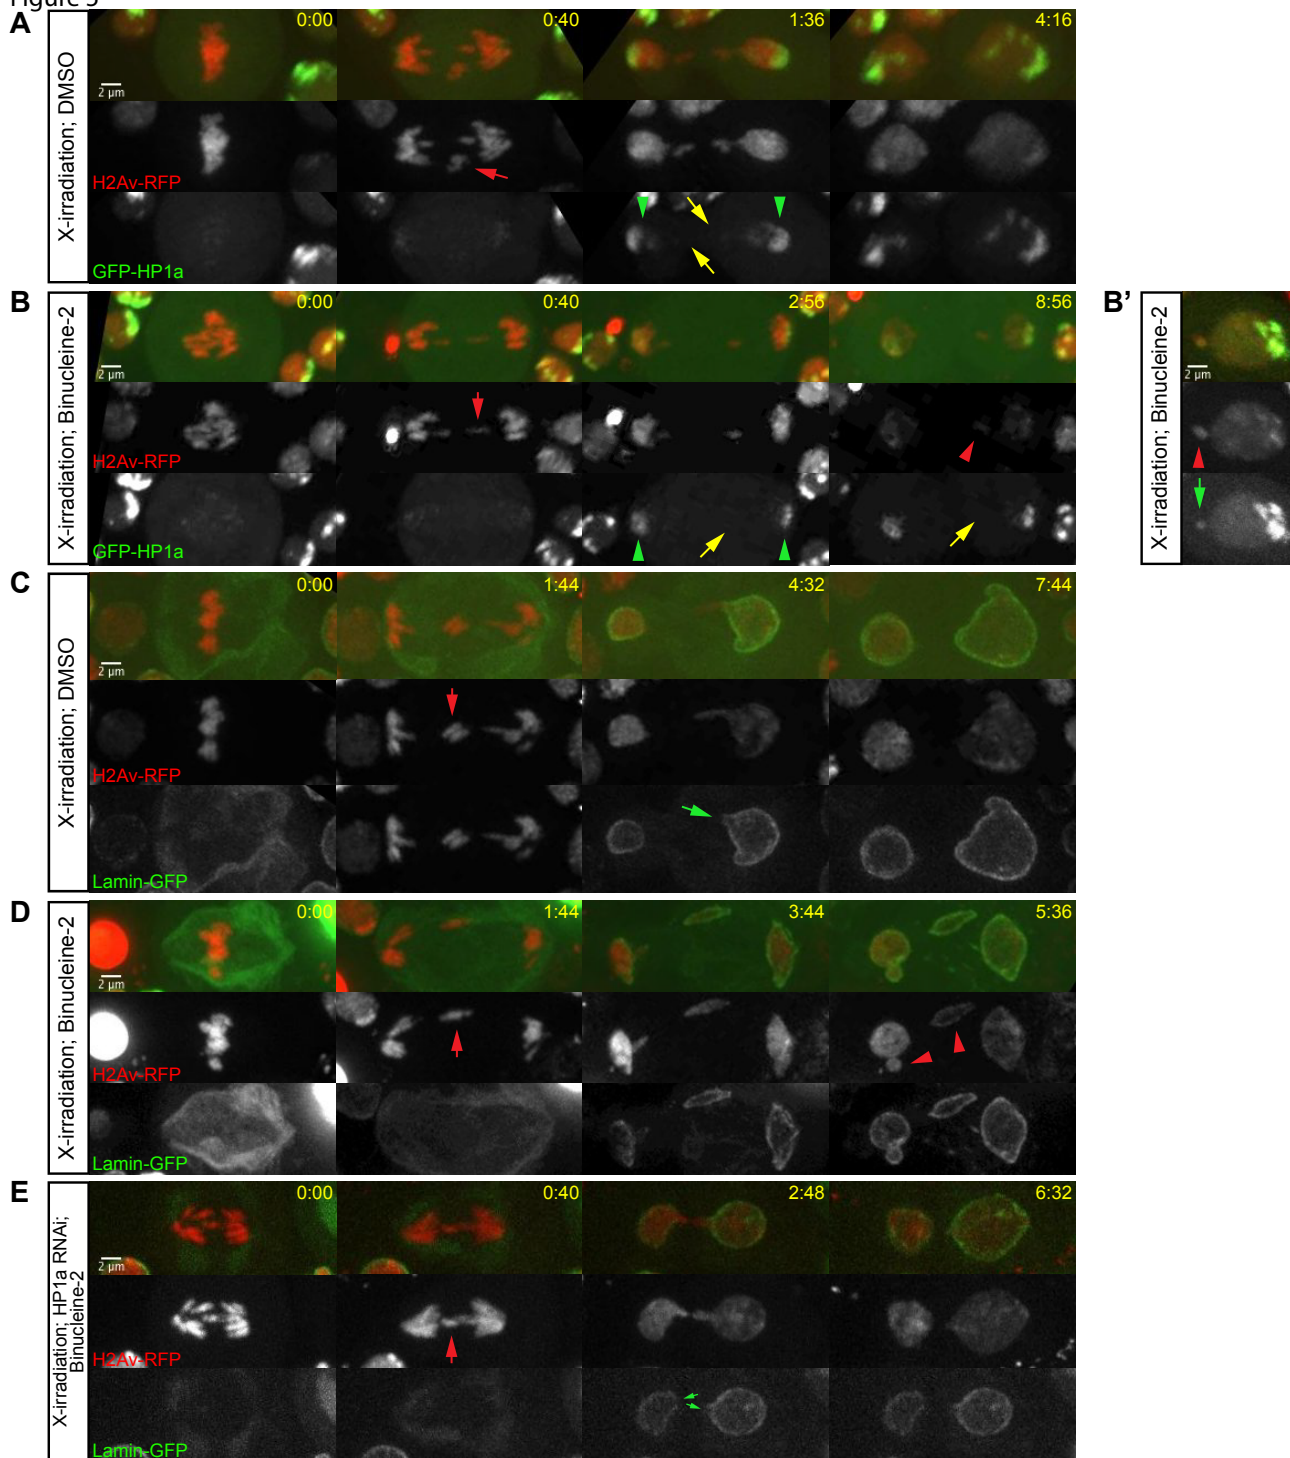 Figure 5
A
X-irradiation; DMSO
0:00
0:40
1:36
4:16
2 µm
H2Av-RFP
GFP-HP1a
B
X-irradiation; Binucleine-2
0:00
0:40
2:56
8:56
2 µm
H2Av-RFP
GFP-HP1a
B’
X-irradiation; Binucleine-2
2 µm
C
X-irradiation; DMSO
0:00
1:44
4:32
7:44
2 µm
H2Av-RFP
Lamin-GFP
D
X-irradiation; Binucleine-2
0:00
1:44
3:44
5:36
2 µm
H2Av-RFP
Lamin-GFP
E
X-irradiation; HP1a RNAi;
Binucleine-2
0:00
0:40
2:48
6:32
2 µm
H2Av-RFP
Lamin-GFP